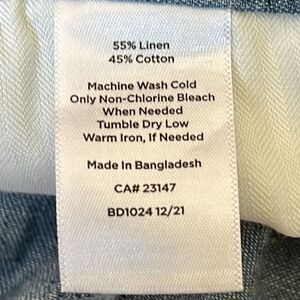 55% Linen
45% Cotton
Machine Wash Cold
Only Non-Chlorine Bleach
When Needed
Tumble Dry Low
Warm Iron, If Needed
Made In Bangladesh
CA# 23147
BD1024 12/21